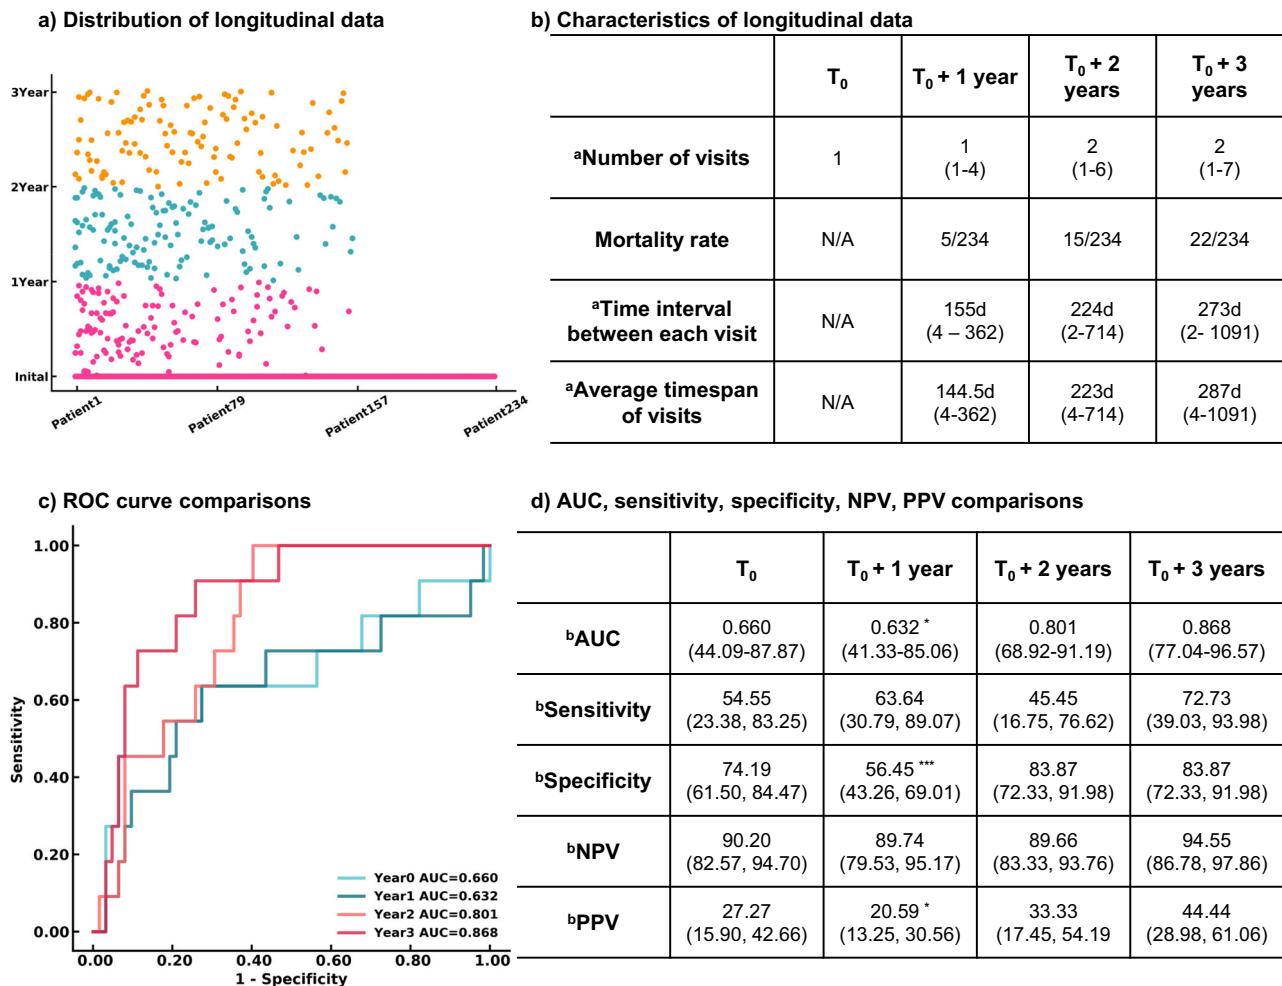 a) Distribution of longitudinal data
3Year
2Year
1Year
Inital
Patient1
Patient79
Patient157
Patient234
b) Characteristics of longitudinal data
T0
T0 + 1 year
T0 + 2
years
T0 + 3
years
aNumber of visits
1
1
(1-4)
2
(1-6)
2
(1-7)
Mortality rate
N/A
5/234
15/234
22/234
aTime interval
between each visit
N/A
155d
(4 – 362)
224d
(2-714)
273d
(2- 1091)
aAverage timespan
of visits
N/A
144.5d
(4-362)
223d
(4-714)
287d
(4-1091)
c) ROC curve comparisons
1.00
0.80
0.60
0.40
0.20
0.00
Sensitivity
Year0 AUC=0.660
Year1 AUC=0.632
Year2 AUC=0.801
Year3 AUC=0.868
0.00
0.20
0.40
0.60
0.80
1.00
1 - Specificity
d) AUC, sensitivity, specificity, NPV, PPV comparisons
T0
T0 + 1 year
T0 + 2 years
T0 + 3 years
bAUC
0.660
(44.09-87.87)
0.632 *
(41.33-85.06)
0.801
(68.92-91.19)
0.868
(77.04-96.57)
bSensitivity
54.55
(23.38, 83.25)
63.64
(30.79, 89.07)
45.45
(16.75, 76.62)
72.73
(39.03, 93.98)
bSpecificity
74.19
(61.50, 84.47)
56.45 ***
(43.26, 69.01)
83.87
(72.33, 91.98)
83.87
(72.33, 91.98)
bNPV
90.20
(82.57, 94.70)
89.74
(79.53, 95.17)
89.66
(83.33, 93.76)
94.55
(86.78, 97.86)
bPPV
27.27
(15.90, 42.66)
20.59 *
(13.25, 30.56)
33.33
(17.45, 54.19
44.44
(28.98, 61.06)